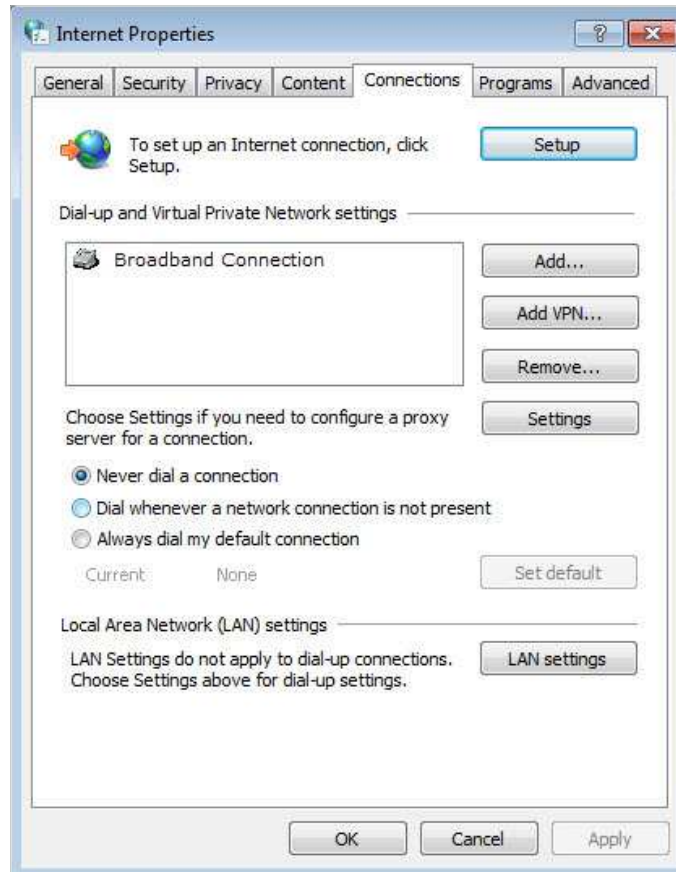 Internet Properties
General Security Privacy Content Connections Programs Advanced
To set up an Internet connection, click
Setup.
Setup
Dial-up and Virtual Private Network settings
Broadband Connection
Add...
Add VPN...
Remove...
Choose Settings if you need to configure a proxy
server for a connection.
Settings
Never dial a connection
Dial whenever a network connection is not present
Always dial my default connection
Current None
Set default
Local Area Network (LAN) settings
LAN Settings do not apply to dial-up connections.
Choose Settings above for dial-up settings.
LAN settings
OK Cancel Apply